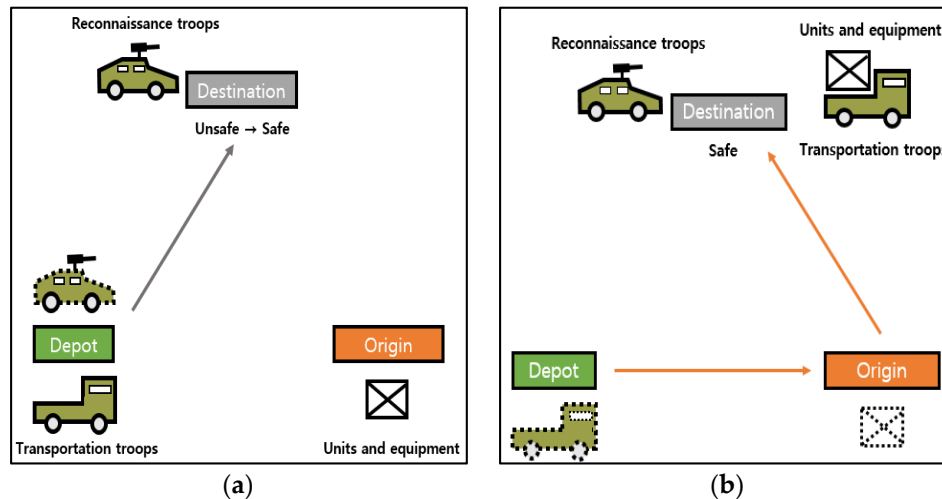 Reconnaissance troops
Destination
Unsafe → Safe
Depot
Origin
Transportation troops
Units and equipment
(a)
Units and equipment
Reconnaissance troops
Destination
Safe
Transportation troops
Depot
Origin
(b)